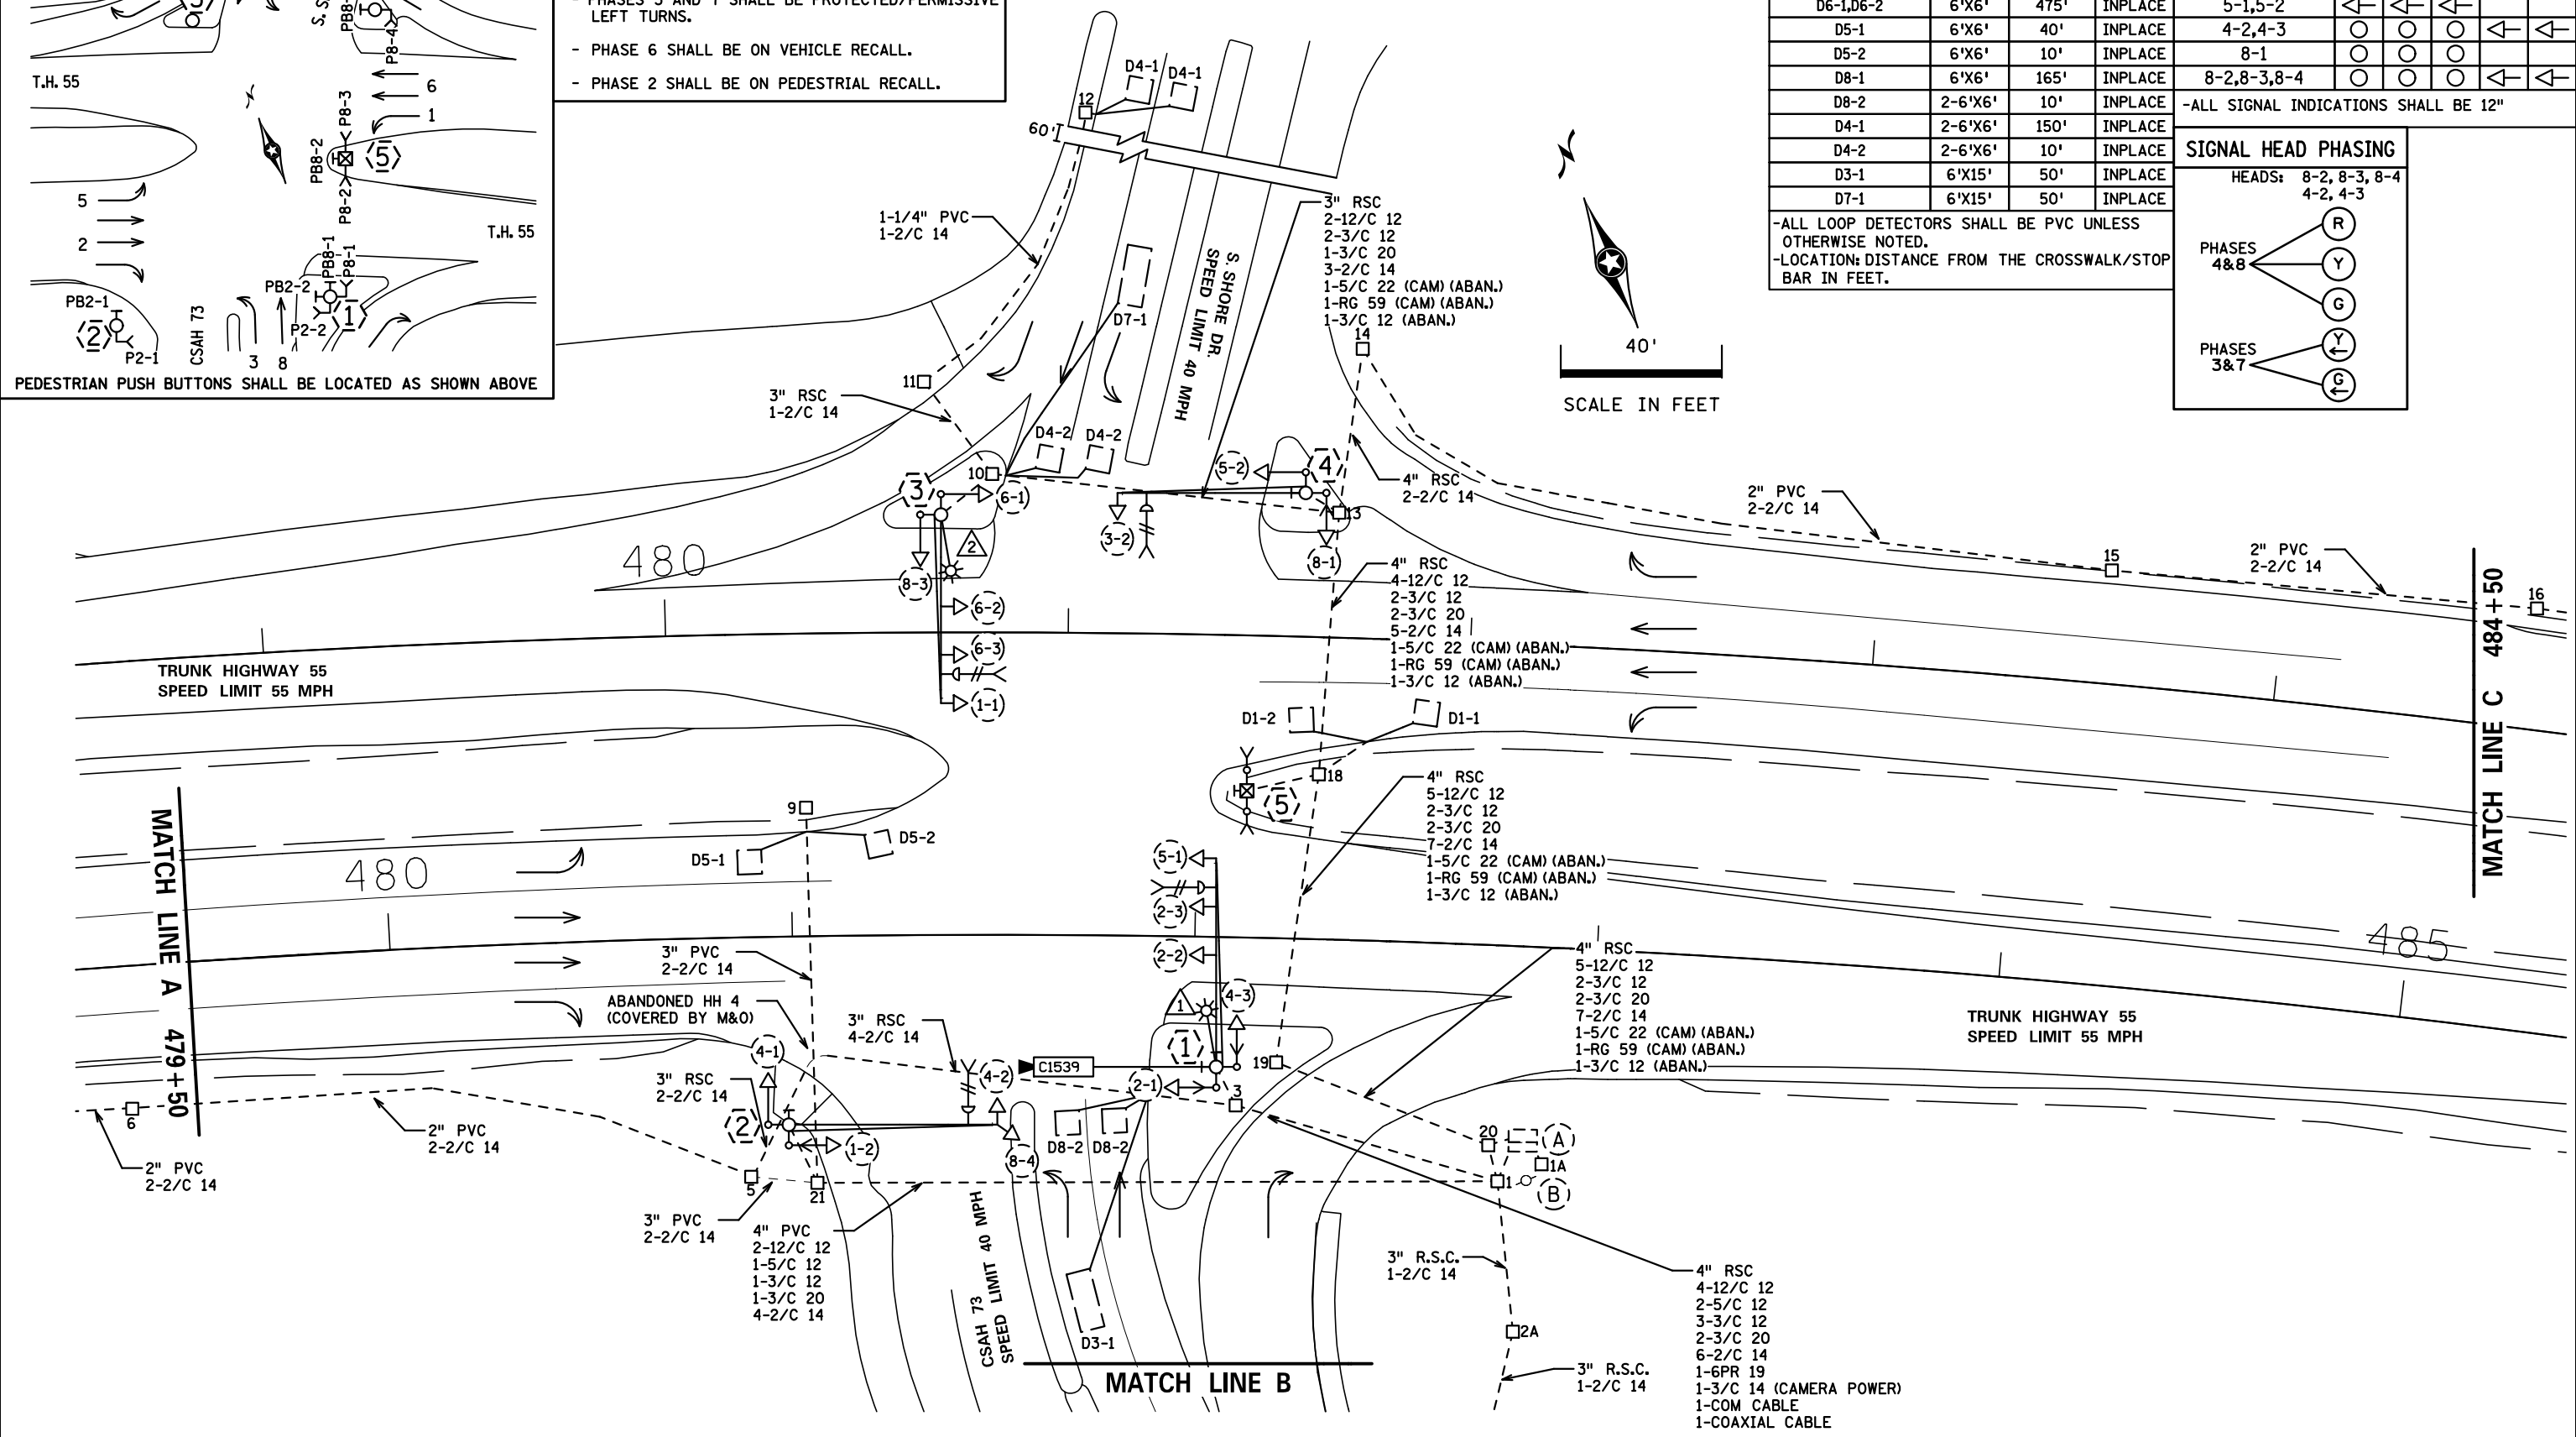 S. S
PB8-
P8-4
T.H. 55
6
1
P8-3
PB8-2
5
P8-2
5
2
T.H. 55
PB8-1
P8-1
PB2-2
PB2-1
2
P2-1
CSAH 73
P2-2
1
3 8
PEDESTRIAN PUSH BUTTONS SHALL BE LOCATED AS SHOWN ABOVE
LEFT TURNS.
- PHASE 6 SHALL BE ON VEHICLE RECALL.
- PHASE 2 SHALL BE ON PEDESTRIAL RECALL.
D6-1,D6-2 6'X6' 475' INPLACE
D5-1 6'X6' 40' INPLACE
D5-2 6'X6' 10' INPLACE
D8-1 6'X6' 165' INPLACE
D8-2 2-6'X6' 10' INPLACE
D4-1 2-6'X6' 150' INPLACE
D4-2 2-6'X6' 10' INPLACE
D3-1 6'X15' 50' INPLACE
D7-1 6'X15' 50' INPLACE
-ALL LOOP DETECTORS SHALL BE PVC UNLESS
OTHERWISE NOTED.
-LOCATION: DISTANCE FROM THE CROSSWALK/STOP
BAR IN FEET.
5-1,5-2
4-2,4-3
8-1
8-2,8-3,8-4
-ALL SIGNAL INDICATIONS SHALL BE 12"
SIGNAL HEAD PHASING
HEADS: 8-2, 8-3, 8-4
4-2, 4-3
R
PHASES
4&8
Y
G
PHASES
3&7
Y
G
D4-1 D4-1
12
60'
1-1/4" PVC
1-2/C 14
D7-1
S. SHORE DR.
SPEED LIMIT 40 MPH
3" RSC
2-12/C 12
2-3/C 12
1-3/C 20
3-2/C 14
1-5/C 22 (CAM) (ABAN.)
1-RG 59 (CAM) (ABAN.)
1-3/C 12 (ABAN.)
14
40'
SCALE IN FEET
11
3" RSC
1-2/C 14
D4-2 D4-2
10
3
6-1
5-2
4
4" RSC
2-2/C 14
13
3-2
8-1
2
8-3
480
6-2
6-3
1-1
4" RSC
4-12/C 12
2-3/C 12
2-3/C 20
5-2/C 14
1-5/C 22 (CAM) (ABAN.)
1-RG 59 (CAM) (ABAN.)
1-3/C 12 (ABAN.)
2" PVC
2-2/C 14
15
2" PVC
2-2/C 14
16
MATCH LINE C 484+50
TRUNK HIGHWAY 55
SPEED LIMIT 55 MPH
D1-2
D1-1
18
5
4" RSC
5-12/C 12
2-3/C 12
2-3/C 20
7-2/C 14
1-5/C 22 (CAM) (ABAN.)
1-RG 59 (CAM) (ABAN.)
1-3/C 12 (ABAN.)
MATCH LINE A 479+50
480
9
D5-1
D5-2
5-1
2-3
2-2
485
3" PVC
2-2/C 14
ABANDONED HH 4
(COVERED BY M&O)
3" RSC
4-2/C 14
4-3
1
1
4" RSC
5-12/C 12
2-3/C 12
2-3/C 20
7-2/C 14
1-5/C 22 (CAM) (ABAN.)
1-RG 59 (CAM) (ABAN.)
1-3/C 12 (ABAN.)
TRUNK HIGHWAY 55
SPEED LIMIT 55 MPH
4-1
3" RSC
2-2/C 14
4-2
C1539
2-1
19
3
6
2" PVC
2-2/C 14
2" PVC
2-2/C 14
2
1-2
8-4
D8-2 D8-2
20
A
1A
1
B
5
21
3" PVC
2-2/C 14
4" PVC
2-12/C 12
1-5/C 12
1-3/C 12
1-3/C 20
4-2/C 14
CSAH 73
SPEED LIMIT 40 MPH
D3-1
MATCH LINE B
3" R.S.C.
1-2/C 14
2A
3" R.S.C.
1-2/C 14
4" RSC
4-12/C 12
2-5/C 12
3-3/C 12
2-3/C 20
6-2/C 14
1-6PR 19
1-3/C 14 (CAMERA POWER)
1-COM CABLE
1-COAXIAL CABLE